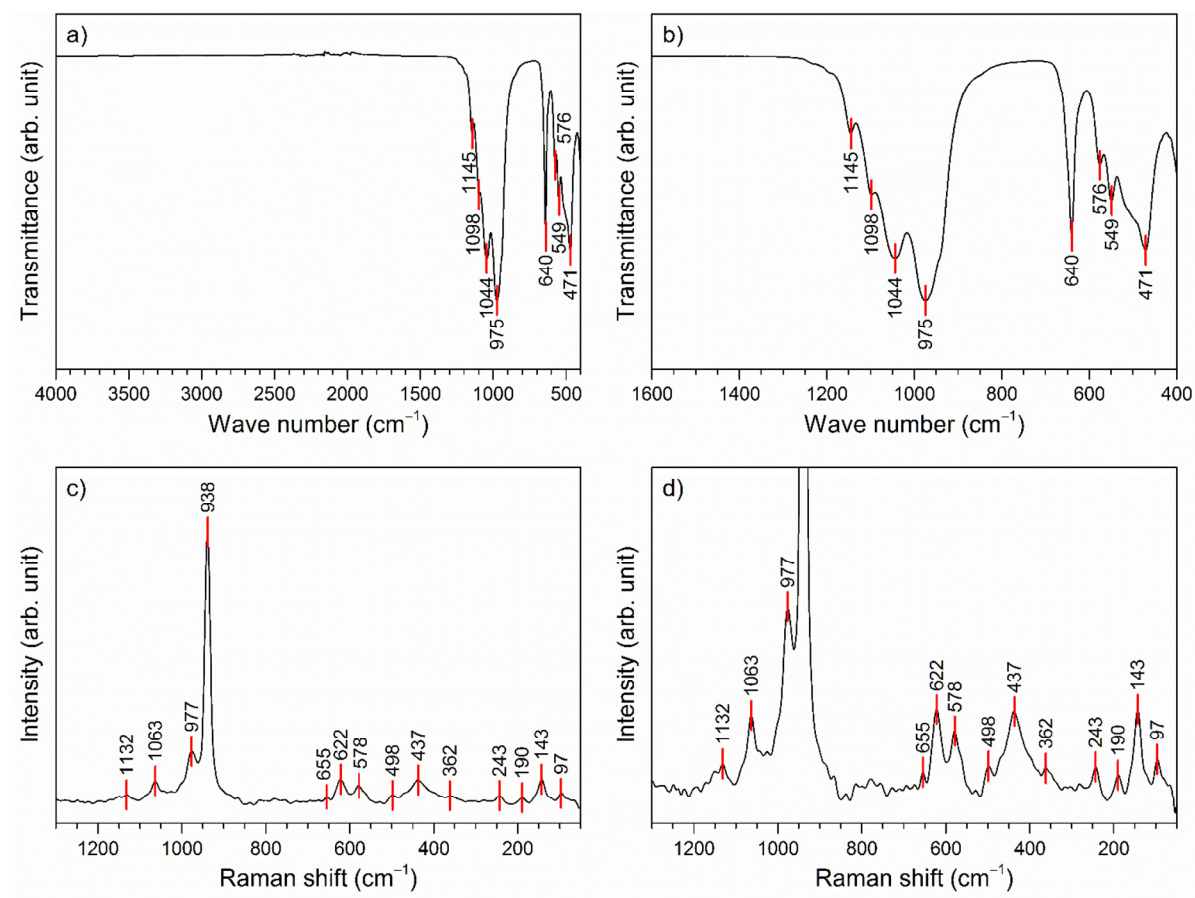 a)
Transmittance (arb. unit)
1145
1098
1044
975
640
576
549
471
4000 3000 2000 1000 500
Wave number (cm⁻¹)
b)
Transmittance (arb. unit)
1145
1098
1044
975
640
576
549
471
1600 1200 1000 800 600 400
Wave number (cm⁻¹)
c)
Intensity (arb. unit)
1132
1063
977
938
655
622
578
498
437
362
243
190
143
97
1200 1000 800 600 400 200
Raman shift (cm⁻¹)
d)
Intensity (arb. unit)
1132
1063
977
655
622
578
498
437
362
243
190
143
97
1200 1000 800 600 400 200
Raman shift (cm⁻¹)